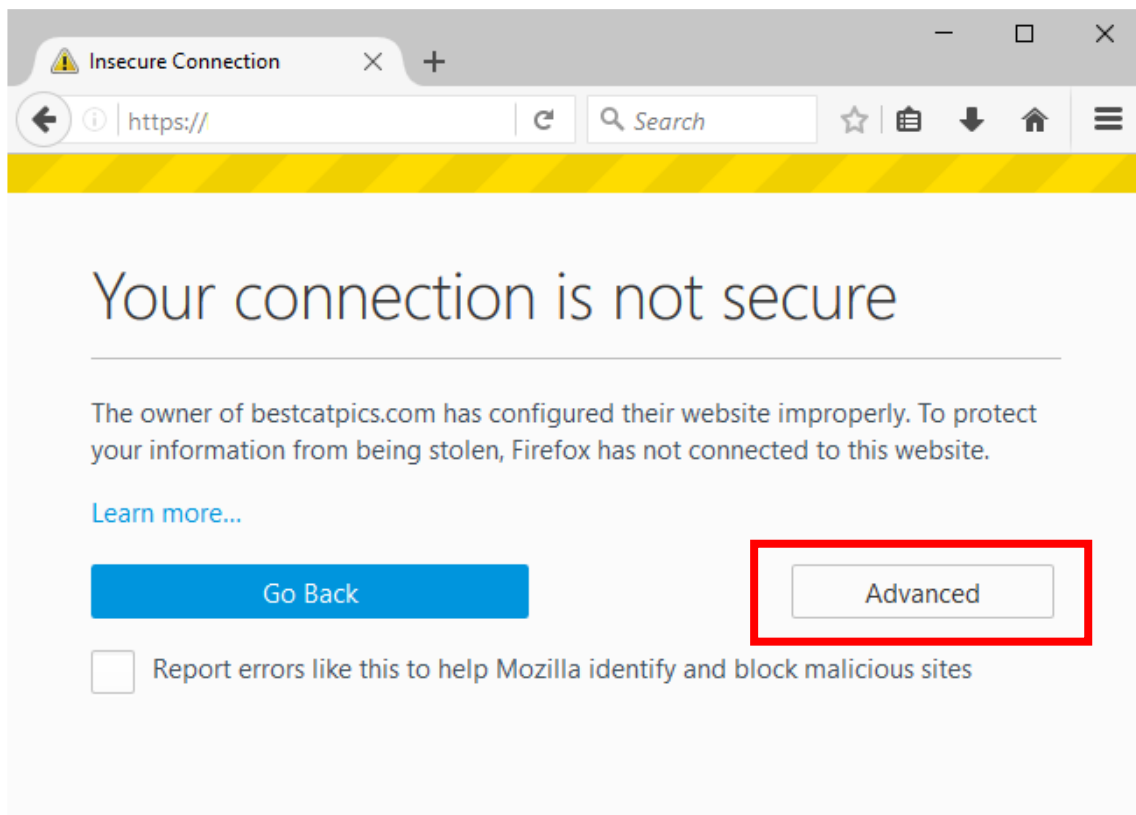 Insecure Connection
https://
Search
Your connection is not secure
The owner of bestcatpics.com has configured their website improperly. To protect
your information from being stolen, Firefox has not connected to this website.
Learn more...
Go Back
Advanced
Report errors like this to help Mozilla identify and block malicious sites